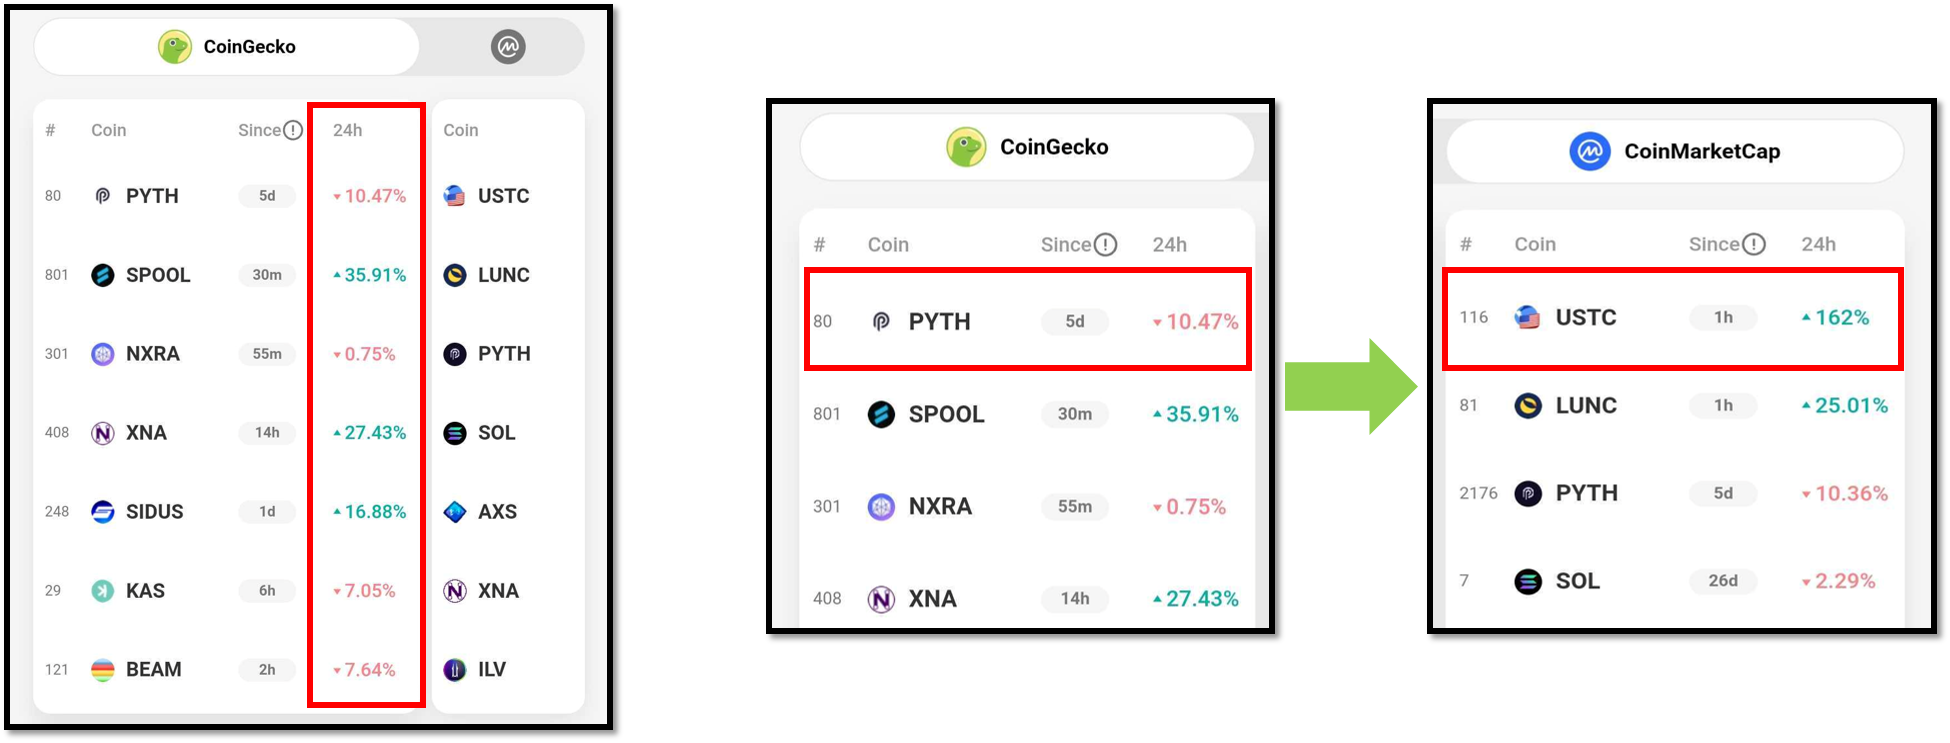 CoinGecko
# Coin Since 24h Coin
80 PYTH 5d ▾10.47% USTC
801 SPOOL 30m ▴35.91% LUNC
301 NXRA 55m ▾0.75% PYTH
408 XNA 14h ▴27.43% SOL
248 SIDUS 1d ▴16.88% AXS
29 KAS 6h ▾7.05% XNA
121 BEAM 2h ▾7.64% ILV
CoinGecko
# Coin Since 24h
80 PYTH 5d ▾10.47%
801 SPOOL 30m ▴35.91%
301 NXRA 55m ▾0.75%
408 XNA 14h ▴27.43%
CoinMarketCap
# Coin Since 24h
116 USTC 1h ▴162%
81 LUNC 1h ▴25.01%
2176 PYTH 5d ▾10.36%
7 SOL 26d ▾2.29%